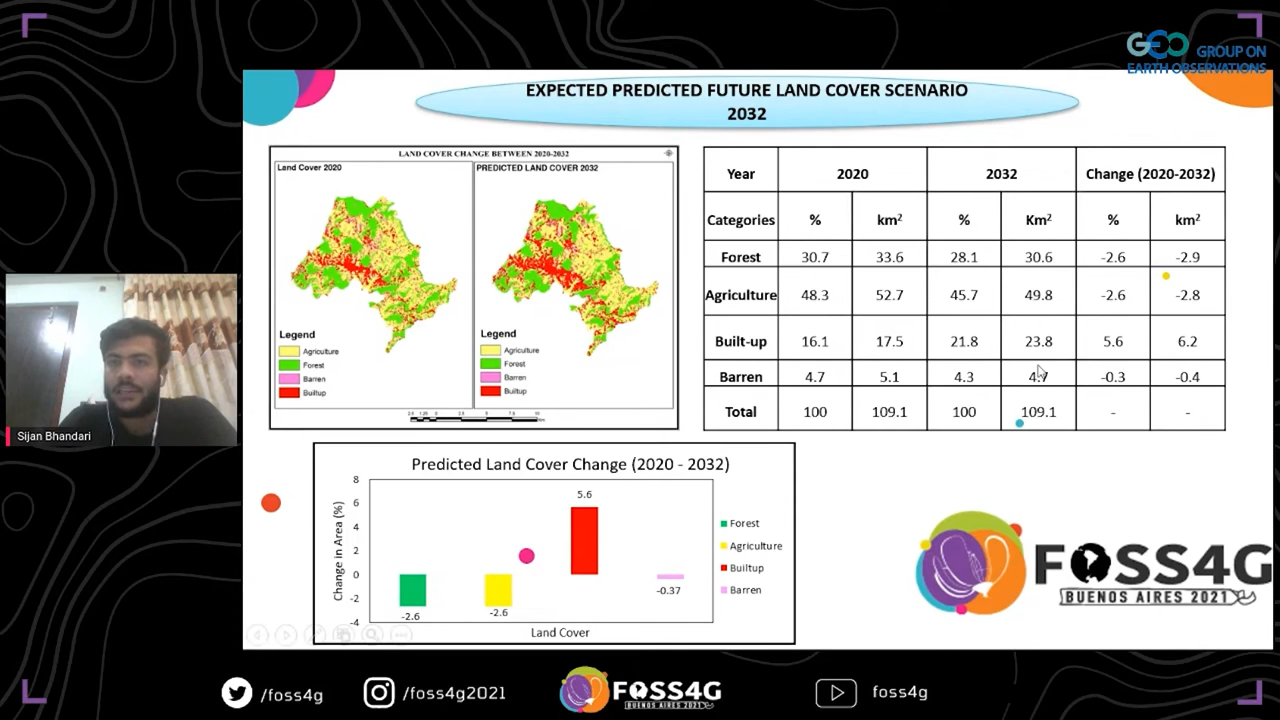 GEO GROUP ON
EARTH OBSERVATIONS
EXPECTED PREDICTED FUTURE LAND COVER SCENARIO
2032
LAND COVER CHANGE BETWEEN 2020-2032
Land Cover 2020
PREDICTED LAND COVER 2032
Legend
Agriculture
Forest
Barren
Builtup
Legend
Agriculture
Forest
Barren
Builtup
Year 2020 2032 Change (2020-2032)
Categories % km² % Km² % km²
Forest 30.7 33.6 28.1 30.6 -2.6 -2.9
Agriculture 48.3 52.7 45.7 49.8 -2.6 -2.8
Built-up 16.1 17.5 21.8 23.8 5.6 6.2
Barren 4.7 5.1 4.3 4.7 -0.3 -0.4
Total 100 109.1 100 109.1 - -
Sijan Bhandari
Predicted Land Cover Change (2020 - 2032)
Change in Area (%)
8
6
4
2
0
-2
-4
-2.6
-2.6
5.6
-0.37
Land Cover
Forest
Agriculture
Builtup
Barren
FOSS4G
BUENOS AIRES 2021
/foss4g
/foss4g2021
FOSS4G
BUENOS AIRES 2021
foss4g